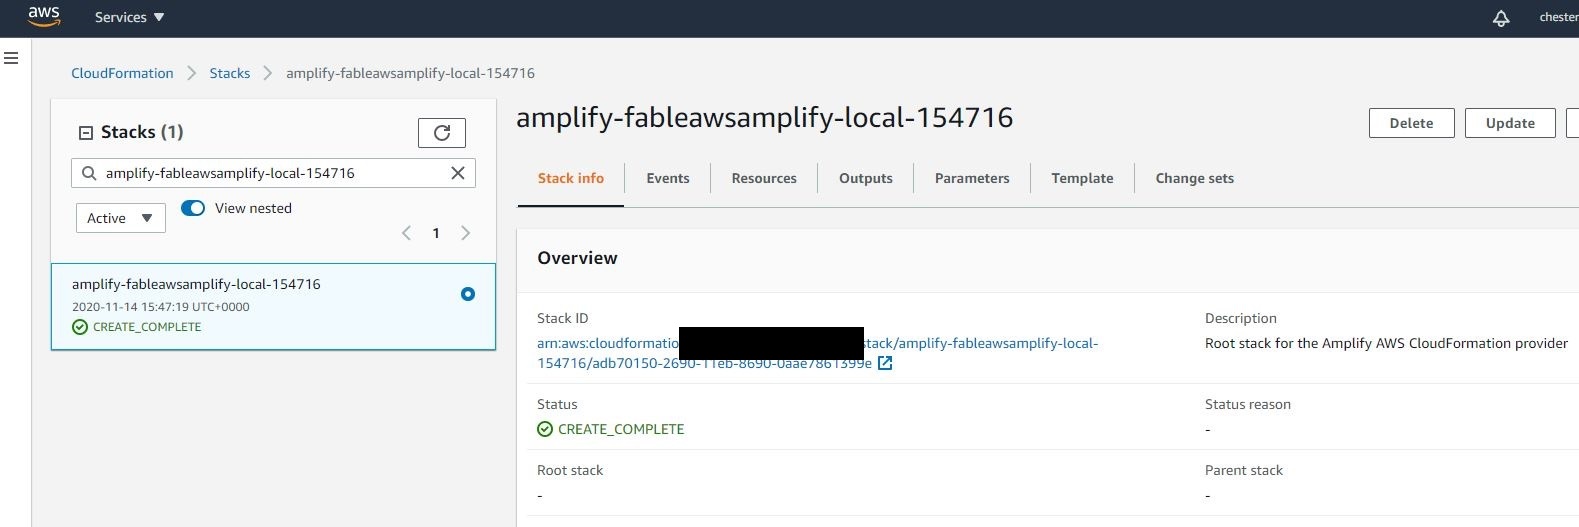 aws Services chester
CloudFormation Stacks amplify-fableawsamplify-local-154716
Stacks (1)
amplify-fableawsamplify-local-154716
Active View nested
1
amplify-fableawsamplify-local-154716
2020-11-14 15:47:19 UTC+0000
CREATE_COMPLETE
amplify-fableawsamplify-local-154716
Delete Update
Stack info Events Resources Outputs Parameters Template Change sets
Overview
Stack ID
arn:aws:cloudformatio stack/amplify-fableawsamplify-local-
154716/adb70150-2690-11eb-8690-0aae7861399e
Description
Root stack for the Amplify AWS CloudFormation provider
Status
CREATE_COMPLETE
Status reason
-
Root stack
-
Parent stack
-